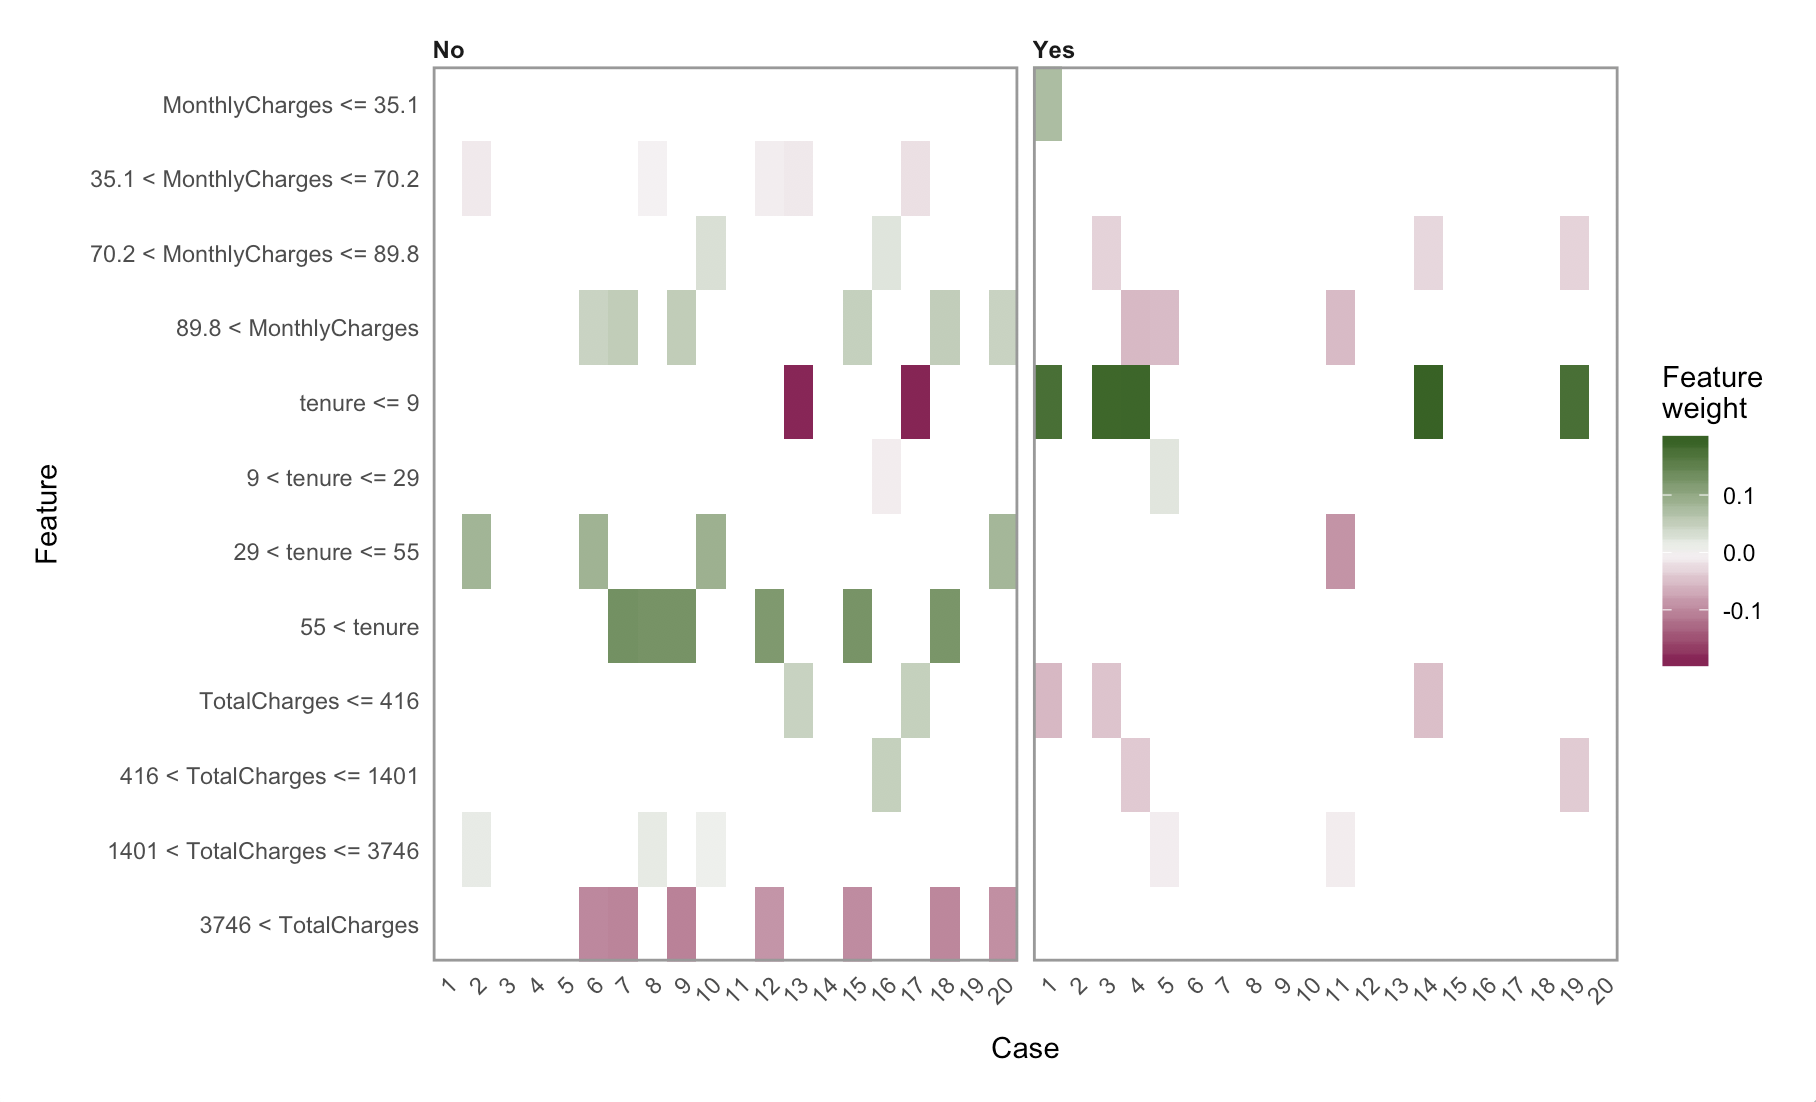 No
Yes
MonthlyCharges <= 35.1
35.1 < MonthlyCharges <= 70.2
70.2 < MonthlyCharges <= 89.8
89.8 < MonthlyCharges
tenure <= 9
9 < tenure <= 29
29 < tenure <= 55
55 < tenure
TotalCharges <= 416
416 < TotalCharges <= 1401
1401 < TotalCharges <= 3746
3746 < TotalCharges
Feature
1 2 3 4 5 6 7 8 9 10 11 12 13 14 15 16 17 18 19 20
1 2 3 4 5 6 7 8 9 10 11 12 13 14 15 16 17 18 19 20
Case
Feature
weight
0.1
0.0
-0.1